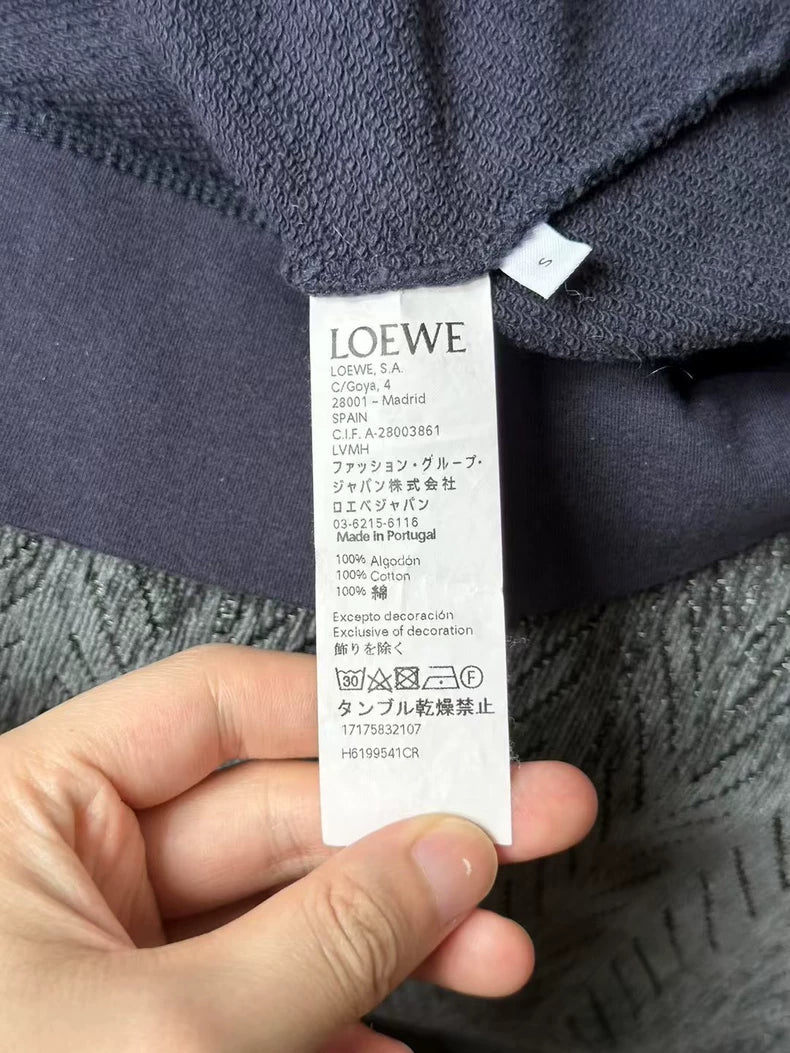 S
LOEWE
LOEWE, S.A.
C/Goya, 4
28001 - Madrid
SPAIN
C.I.F. A-28003861
LVMH
ファッション・グループ・
ジャパン株式会社
ロエベジャパン
03-6215-6116
Made in Portugal
100% Algodón
100% Cotton
100% 綿
Excepto decoración
Exclusive of decoration
飾りを除く
30 F
タンブル乾燥禁止
17175832107
H6199541CR